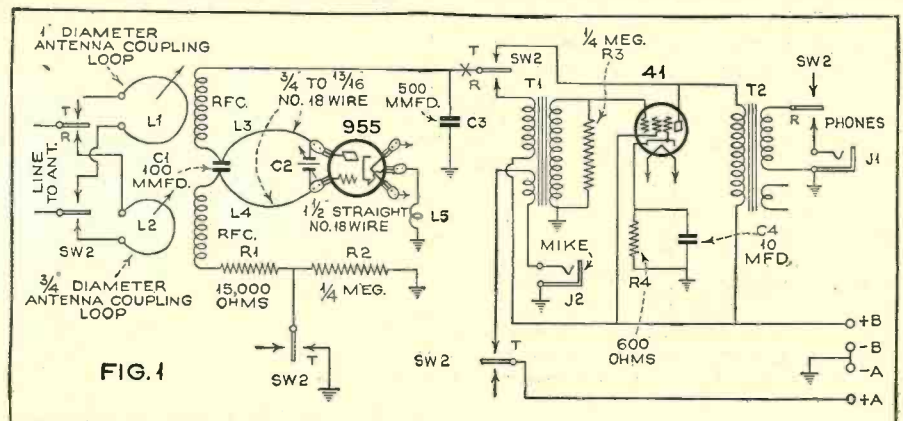 1" DIAMETER
ANTENNA COUPLING
LOOP
T
R
L1
LINE
TO ANT.
C1
100
MMFD.
L2
SW2
3/4" DIAMETER
ANTENNA COUPLING
LOOP
RFC.
L3
3/4 TO 13/16
NO. 18 WIRE
955
C2
L4
1 1/2 STRAIGHT
NO.18 WIRE
L5
RFC.
R1
15,000
OHMS
R2
1/4 MEG.
T
SW2
500
MMFD.
C3
T
X
R
SW2
T1
1/4 MEG.
R3
41
T2
SW2
R
PHONES
J1
MIKE
J2
R4
600
OHMS
C4
10
MFD.
SW2
T
+B
-B
-A
+A
FIG.1